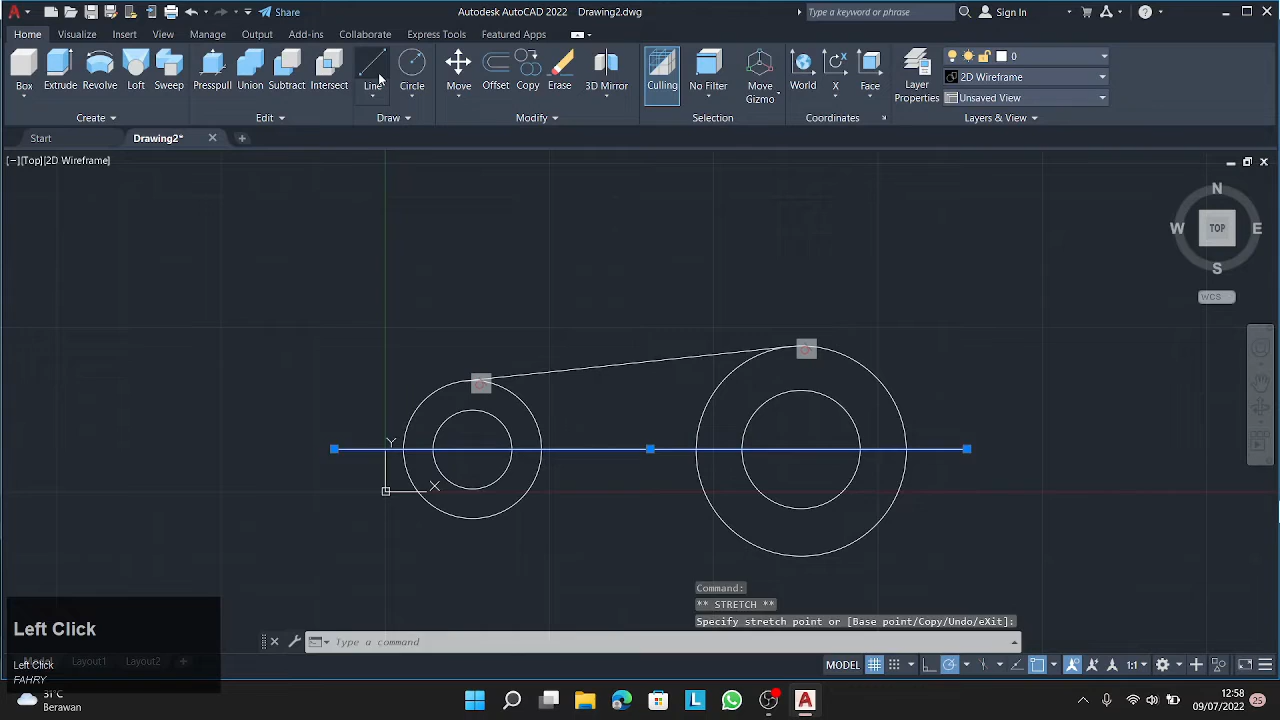 Share
Autodesk AutoCAD 2022 Drawing2.dwg
Type a keyword or phrase
Sign In
Home Visualize Insert View Manage Output Add-ins Collaborate Express Tools Featured Apps
Box Extrude Revolve Loft Sweep Presspull Union Subtract Intersect Line Circle Move Offset Copy Erase 3D Mirror Culling No Filter Move Gizmo World X Face Layer Properties
0
2D Wireframe
Unsaved View
Create Edit Draw Modify Selection Coordinates Layers & View
Start Drawing2*
[−][Top][2D Wireframe]
N
W TOP E
S
WCS
Y
X
Command:
** STRETCH **
Specify stretch point or [Base point/Copy/Undo/eXit]:
Type a command
Left Click
Left Click
FAHRY
Model Layout1 Layout2
MODEL 1:1
31°C
Berawan
L A
12:58
09/07/2022
25